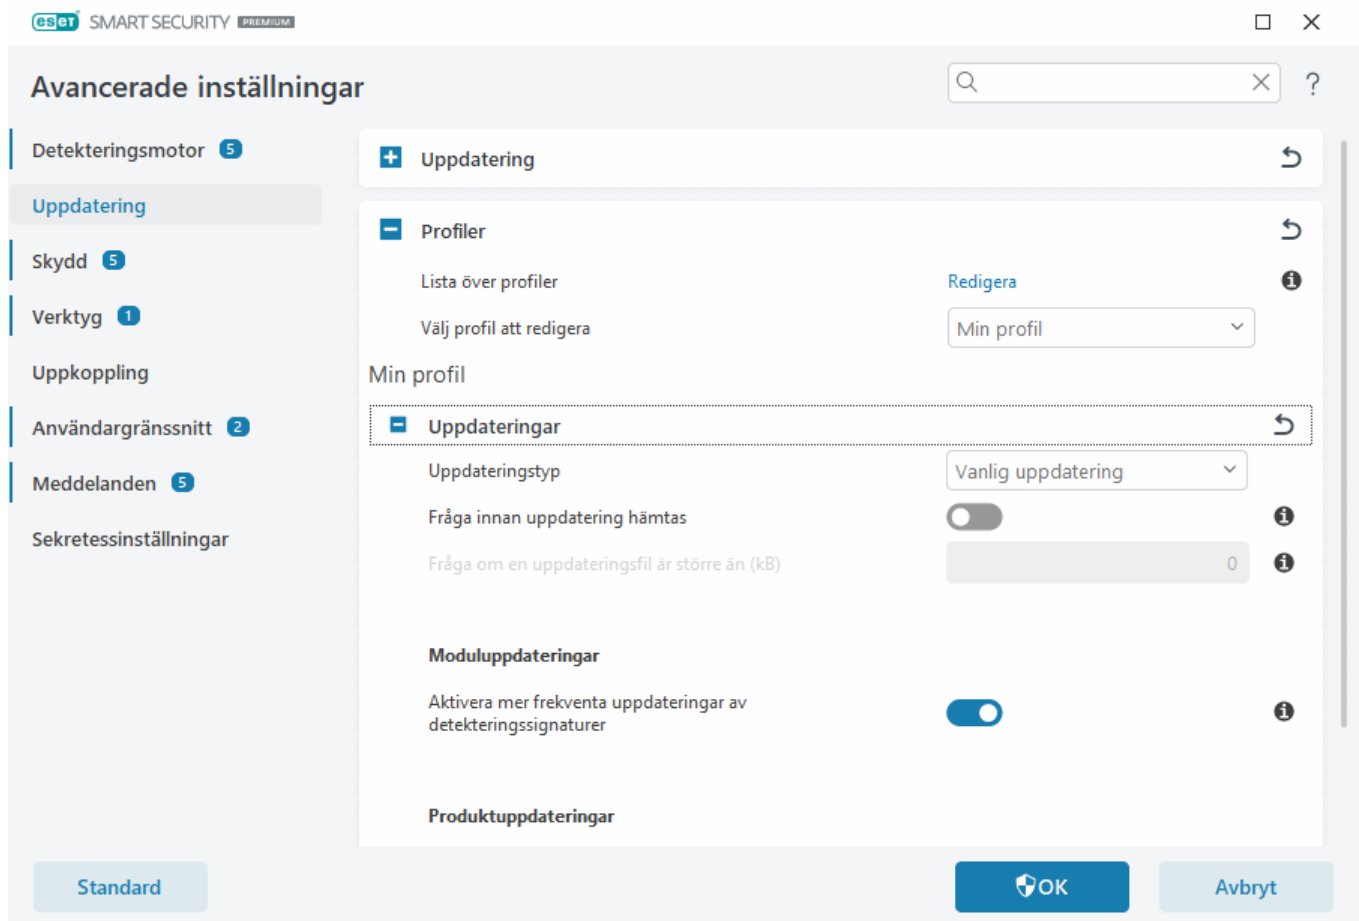 eseT SMART SECURITY PREMIUM
Avancerade inställningar
?
Detekteringsmotor 5
Uppdatering
Skydd 5
Verktyg 1
Uppkoppling
Användargränssnitt 2
Meddelanden 5
Sekretessinställningar
Uppdatering
Profiler
Lista över profiler Redigera
Välj profil att redigera Min profil
Min profil
Uppdateringar
Uppdateringstyp Vanlig uppdatering
Fråga innan uppdatering hämtas
Fråga om en uppdateringsfil är större än (kB) 0
Moduluppdateringar
Aktivera mer frekventa uppdateringar av
detekteringssignaturer
Produktuppdateringar
Standard OK Avbryt